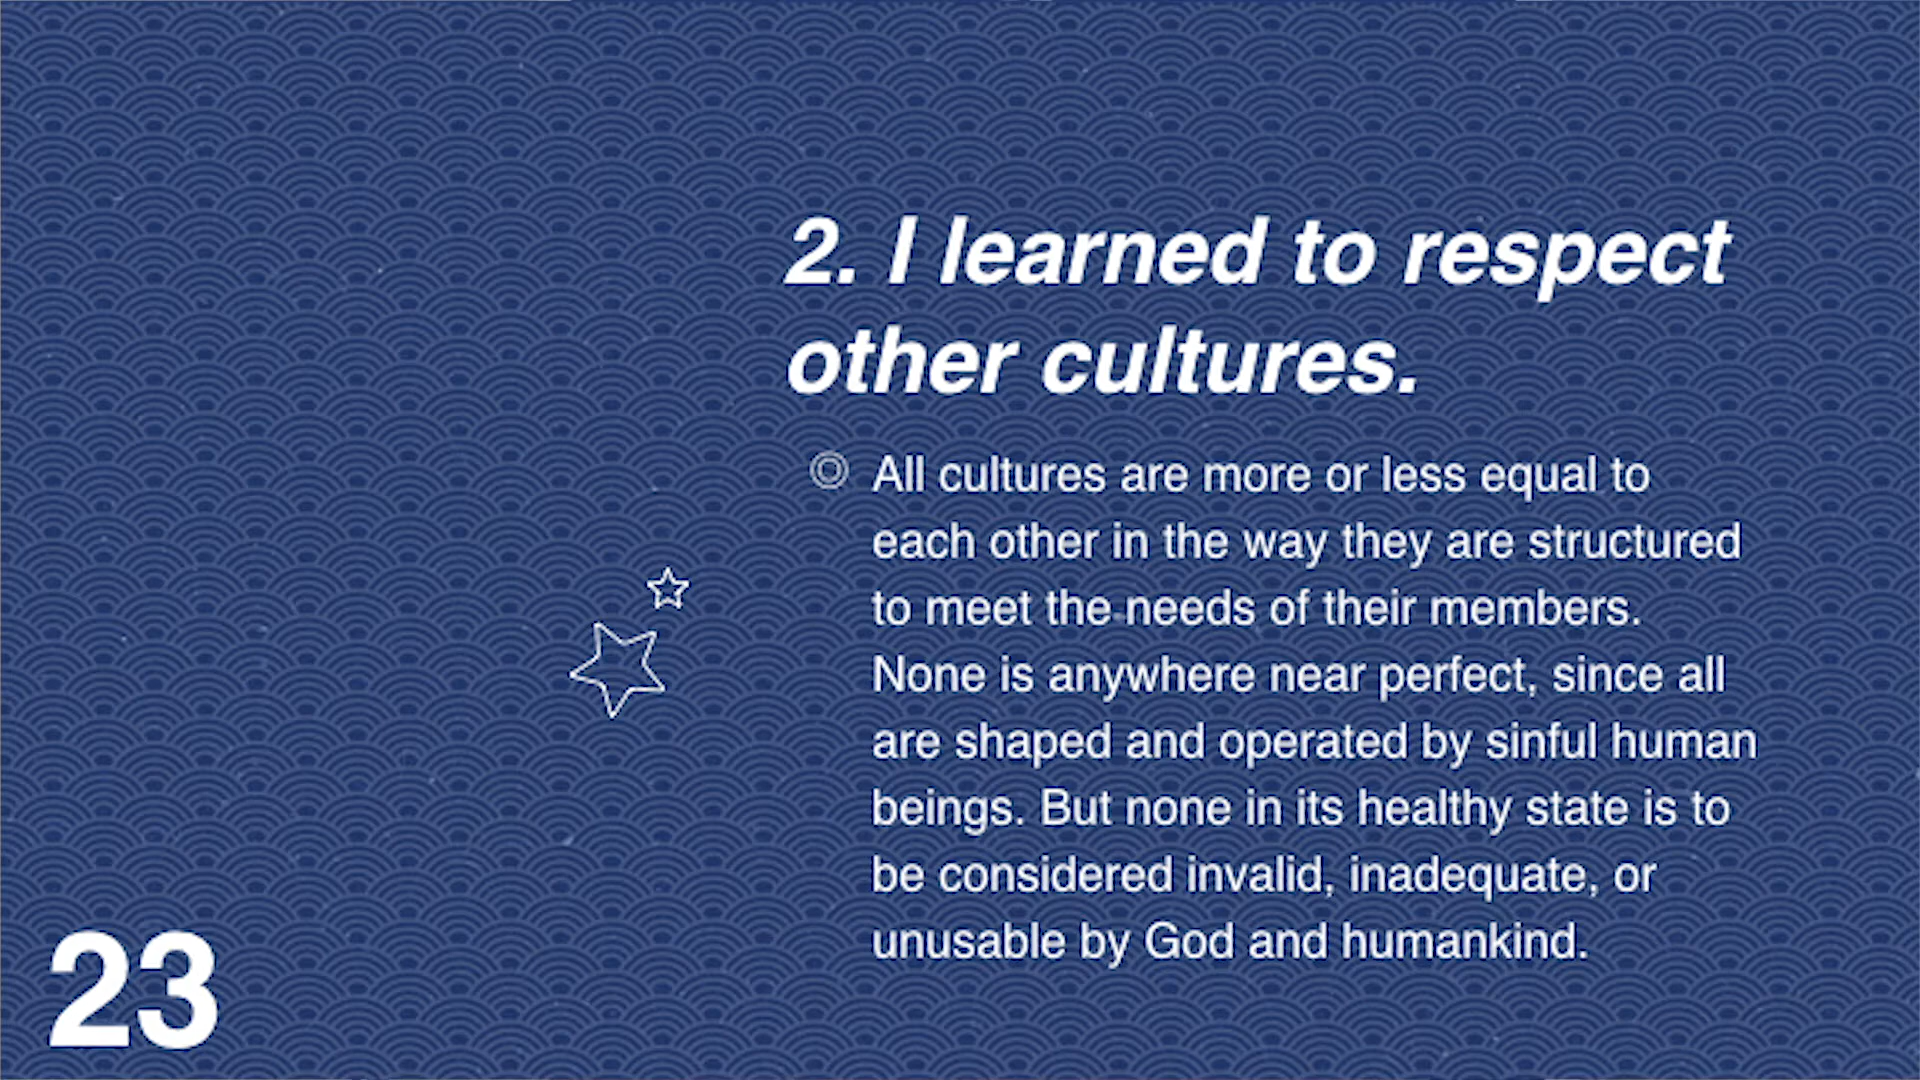 2. I learned to respect
other cultures.
All cultures are more or less equal to
each other in the way they are structured
to meet the needs of their members.
None is anywhere near perfect, since all
are shaped and operated by sinful human
beings. But none in its healthy state is to
be considered invalid, inadequate, or
unusable by God and humankind.
23